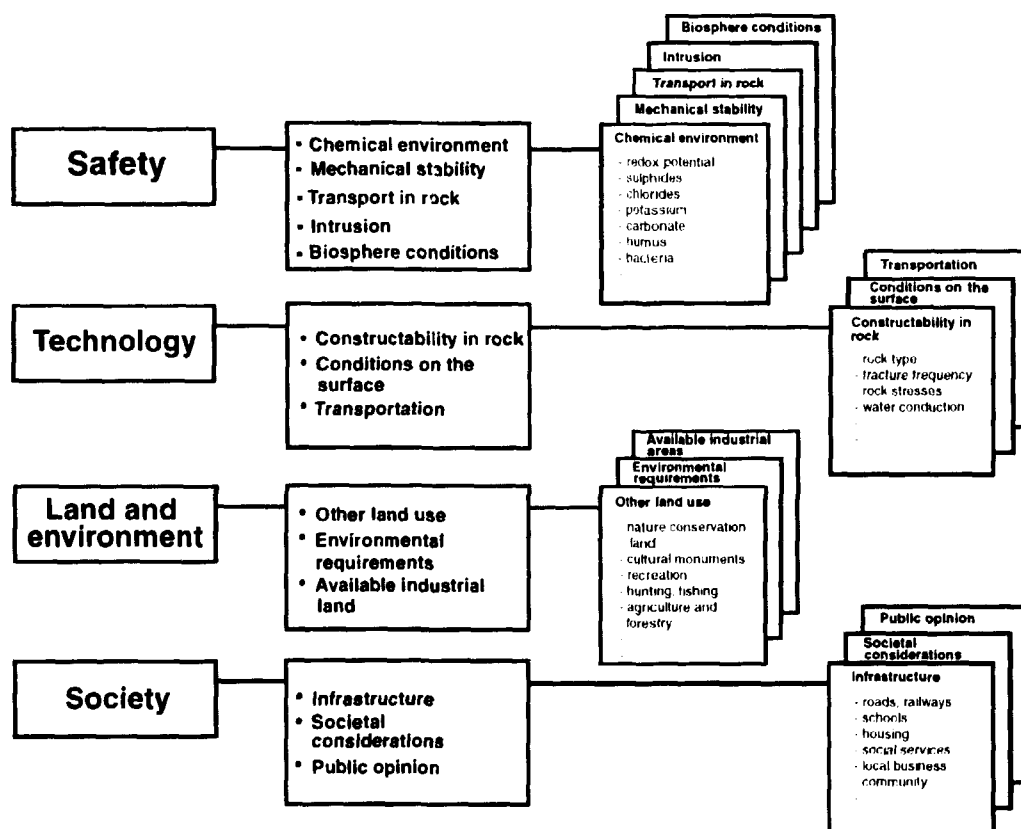 Safety
• Chemical environment
• Mechanical stability
• Transport in rock
• Intrusion
• Biosphere conditions
Biosphere conditions
Intrusion
Transport in rock
Mechanical stability
Chemical environment
- redox potential
- sulphides
- chlorides
- potassium
- carbonate
- humus
- bacteria
Technology
• Constructability in rock
• Conditions on the
surface
• Transportation
Transportation
Conditions on the
surface
Constructability in
rock
rock type
- fracture frequency
rock stresses
- water conduction
Land and
environment
• Other land use
• Environmental
requirements
• Available industrial
land
Available industrial
areas
Environmental
requirements
Other land use
nature conservation
land
- cultural monuments
- recreation
- hunting, fishing
- agriculture and
forestry
Society
• Infrastructure
• Societal
considerations
• Public opinion
Public opinion
Societal
considerations
Infrastructure
- roads, railways
- schools
- housing
- social services
- local business
community